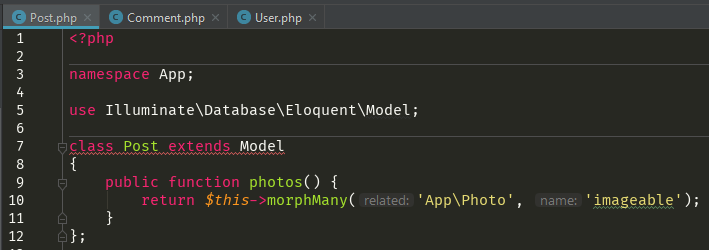 Post.php × Comment.php × User.php ×
1 <?php
2
3 namespace App;
4
5 use Illuminate\Database\Eloquent\Model;
6
7 class Post extends Model
8 {
9     public function photos() {
10         return $this->morphMany( related: 'App\Photo', name: 'imageable');
11     }
12 };